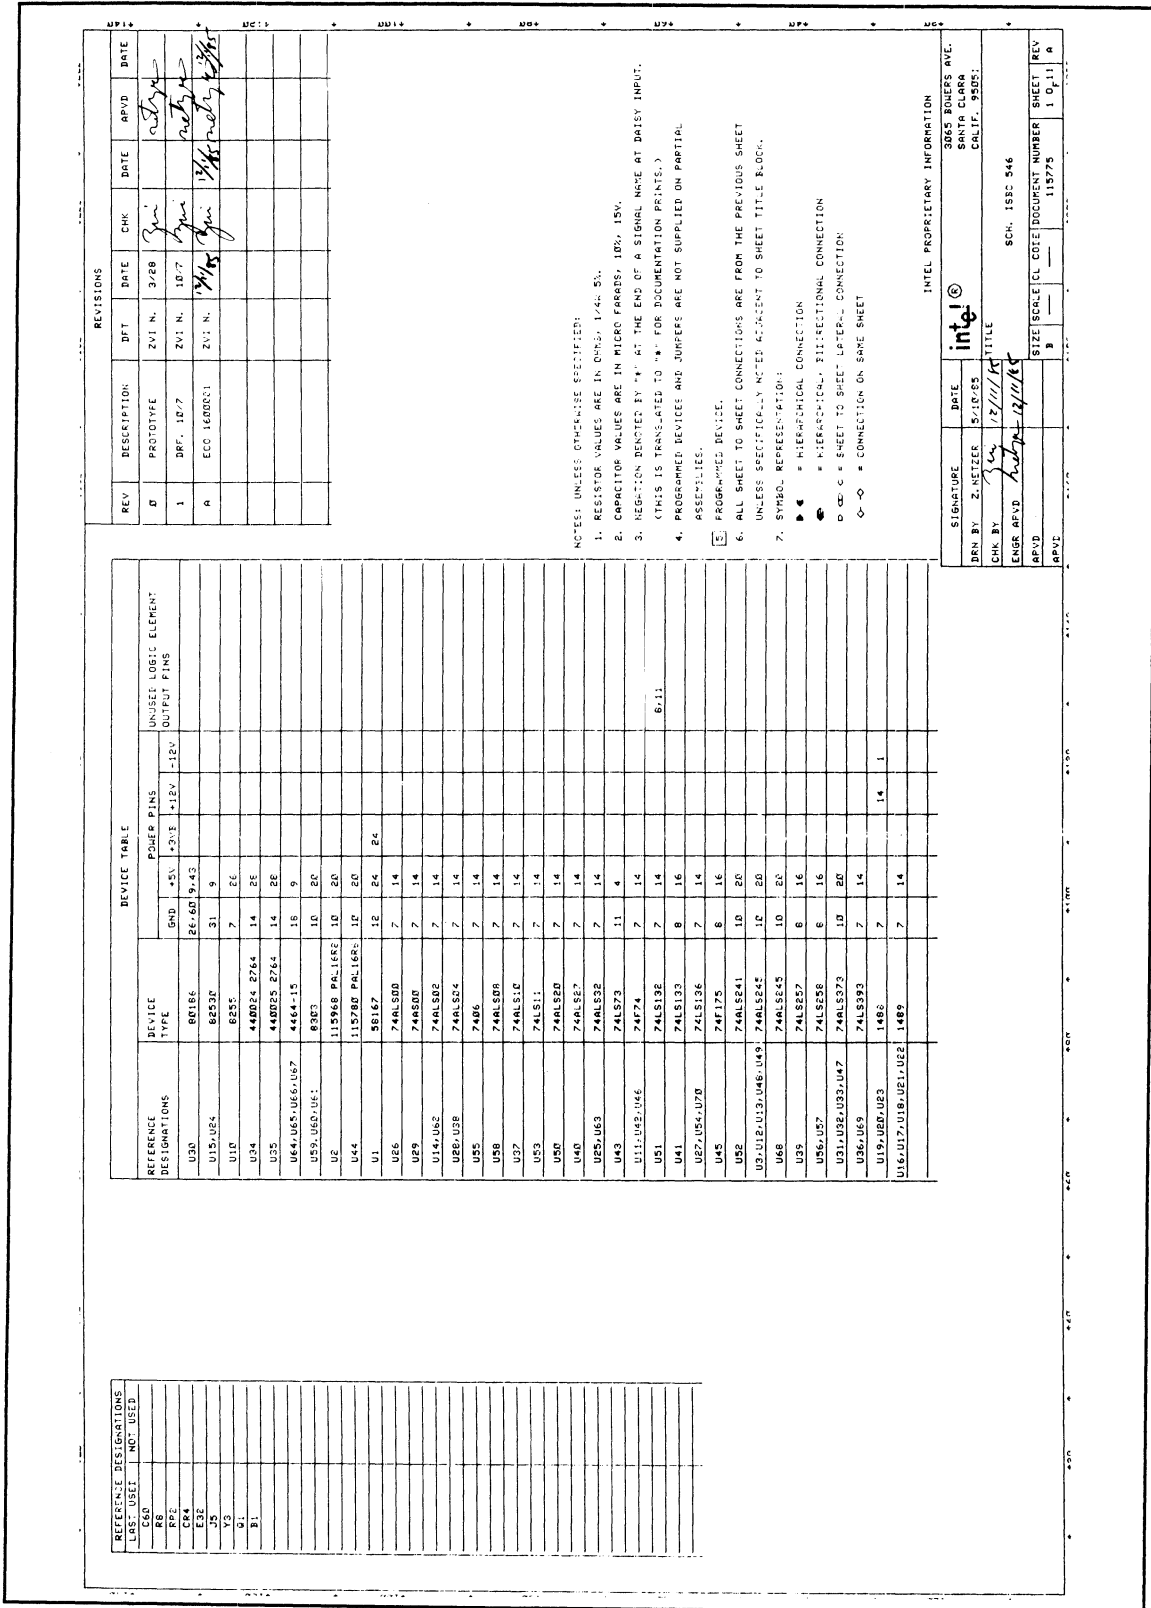 REFERENCE DESIGNATIONS
LAST USED NOT USED
C60
R8
RP2
CR4
E32
J5
Y3
Q1
B1
DEVICE TABLE
REFERENCE DESIGNATIONS DEVICE TYPE POWER PINS UNUSED LOGIC ELEMENT OUTPUT PINS
GND +5V +3VB +12V -12V
U30 80186 26,60 9,43
U15,U24 82530 31 9
U10 8255 7 26
U34 440024 2764 14 28
U35 440025 2764 14 28
U64,U65,U66,U67 4464-15 18 9
U59,U60,U61 8303 10 20
U2 115968 10 20
U44 115780 10 20
U1 58167 12 24 24
U26 74ALS00 7 14
U29 74AS00 7 14
U14,U62 74ALS02 7 14
U28,U38 74ALS04 7 14
U55 7406 7 14
U58 74ALS08 7 14
U37 74ALS10 7 14
U53 74LS11 7 14
U50 74ALS20 7 14
U40 74ALS27 7 14
U25,U63 74ALS32 7 14
U43 74LS73 11 4
U11,U42,U46 74F74 7 14
U51 74LS132 7 14
U41 74LS133 8 16
U27,U54,U70 74LS136 7 14
U45 74F175 8 16
U52 74ALS241 10 20
U3,U12,U13,U48,U49 74ALS245 10 20
U68 74ALS245 10 20
U39 74LS257 8 16
U56,U57 74LS258 8 16
U31,U32,U33,U47 74ALS373 10 20
U36,U69 74LS393 7 14
U19,U20,U23 1488 7 14 1
U16,U17,U18,U21,U22 1489 7 14
REVISIONS
REV DESCRIPTION DFT DATE CHK DATE APVD DATE
0 PROTOTYPE ZVI N. 3/28
1 DRF. 10/7 ZVI N. 10/7
A ECO 1600021 ZVI N. 12/11/85 12/11/85 12/11/85
NOTES: UNLESS OTHERWISE SPECIFIED:
1. RESISTOR VALUES ARE IN OHMS, 1/4W 5%.
2. CAPACITOR VALUES ARE IN MICRO FARADS, 10%, 15V.
3. NEGATION DENOTED BY "*" AT THE END OF A SIGNAL NAME AT DAISY INPUT.
(THIS IS TRANSLATED TO "*" FOR DOCUMENTATION PRINTS.)
4. PROGRAMMED DEVICES AND JUMPERS ARE NOT SUPPLIED ON PARTIAL
ASSEMBLIES.
5 PROGRAMMED DEVICE.
6. ALL SHEET TO SHEET CONNECTIONS ARE FROM THE PREVIOUS SHEET
UNLESS SPECIFICALLY NOTED ADJACENT TO SHEET TITLE BLOCK.
7. SYMBOL REPRESENTATION:
= HIERARCHICAL CONNECTION
= HIERARCHICAL, BIDIRECTIONAL CONNECTION
= SHEET TO SHEET LATERAL CONNECTION
= CONNECTION ON SAME SHEET
INTEL PROPRIETARY INFORMATION
SIGNATURE DATE
DRN BY Z.NETZER 5/10/85
CHK BY 12/11/85
ENGR APVD 12/11/85
APVD
APVD
intel ®
3065 BOWERS AVE.
SANTA CLARA
CALIF. 95051
TITLE
SCH. ISBC 546
SIZE SCALE CL CODE DOCUMENT NUMBER SHEET REV
B 115775 1 OF 11 A